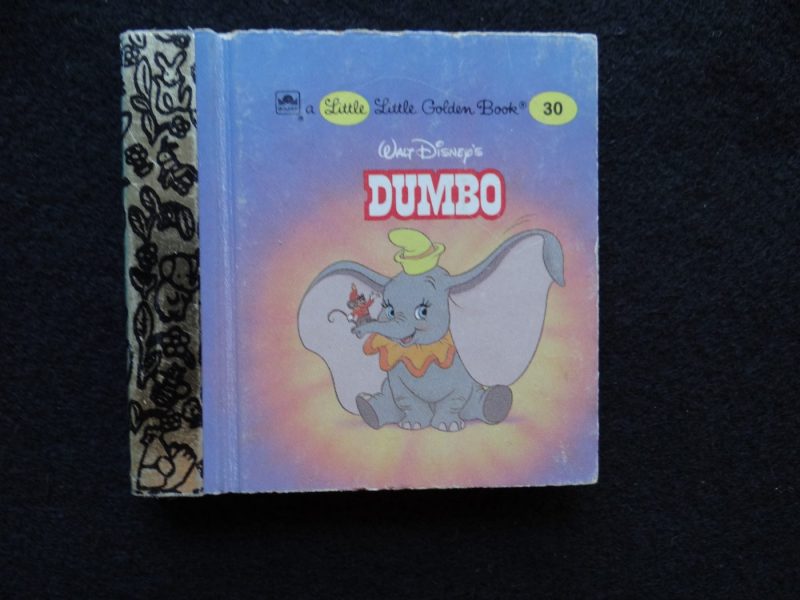 a Little Little Golden Book® 30
WALT DISNEY'S
DUMBO